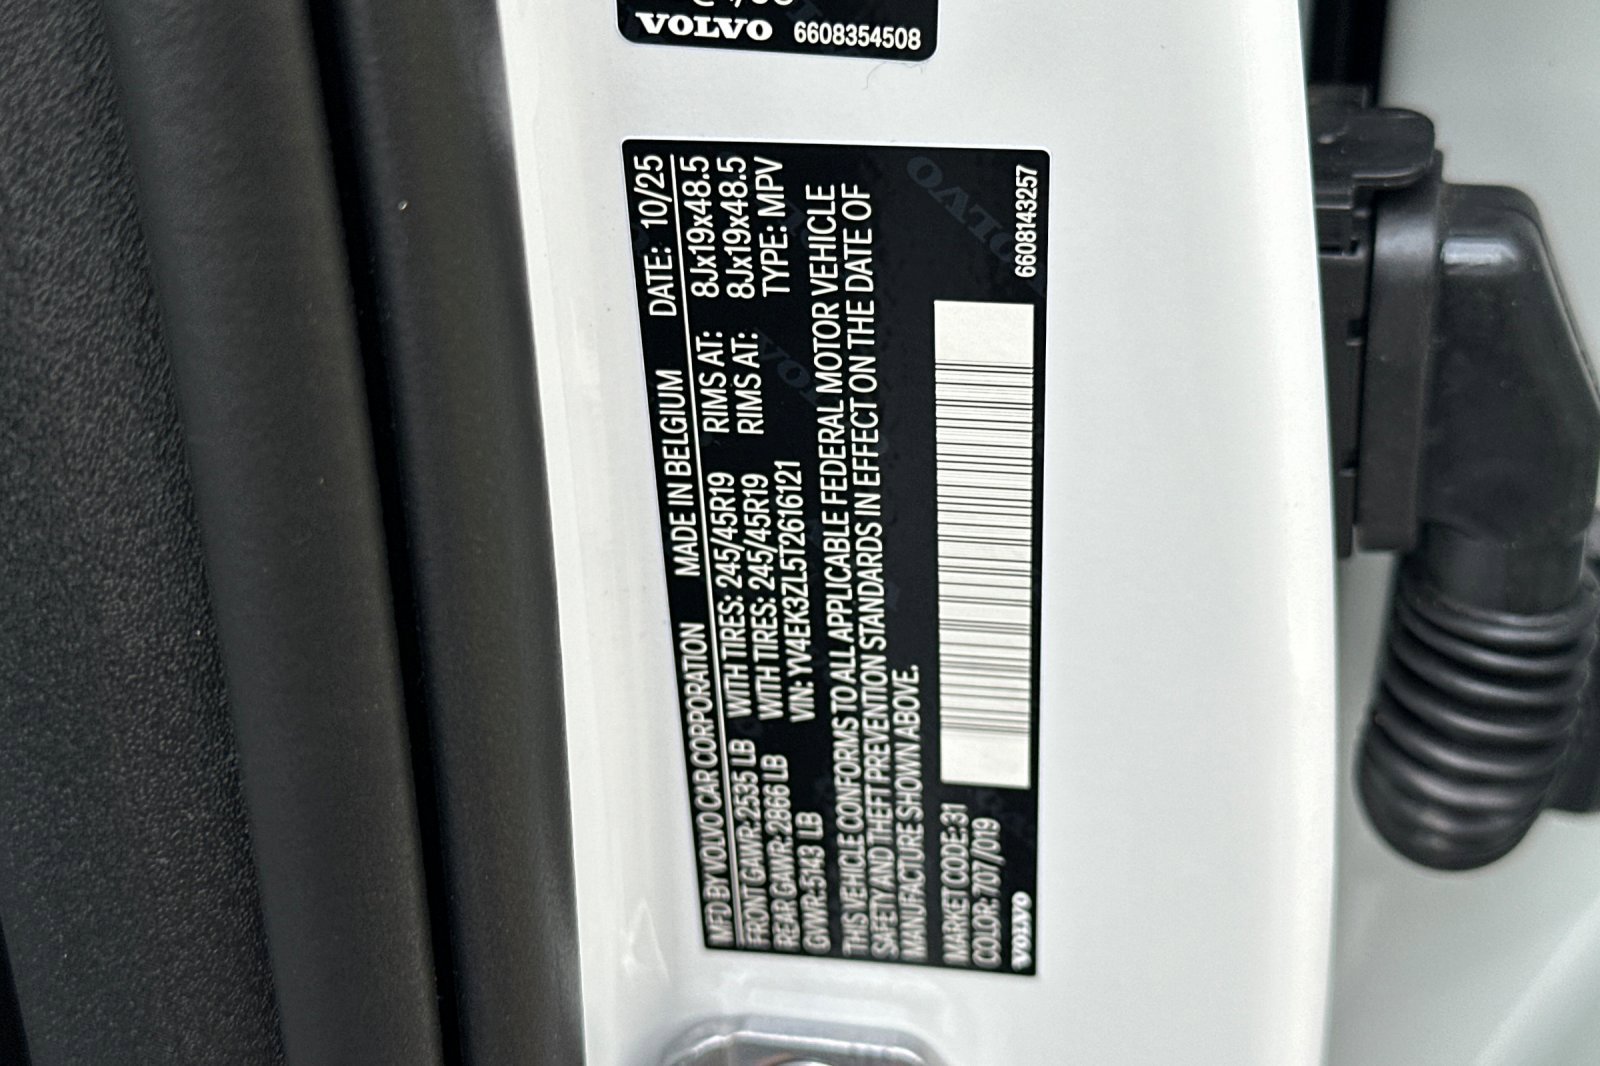 VOLVO 6608354508
MFD BY VOLVO CAR CORPORATION MADE IN BELGIUM DATE: 10/25
FRONT GAWR:2535 LB WITH TIRES: 245/45R19 RIMS AT: 8Jx19x48.5
REAR GAWR:2866 LB WITH TIRES: 245/45R19 RIMS AT: 8Jx19x48.5
GVWR:5143 LB VIN: YV4EK3ZL5T2616121 TYPE: MPV
THIS VEHICLE CONFORMS TO ALL APPLICABLE FEDERAL MOTOR VEHICLE
SAFETY AND THEFT PREVENTION STANDARDS IN EFFECT ON THE DATE OF
MANUFACTURE SHOWN ABOVE.
MARKET CODE:31
COLOR:707/019
VOLVO 6608143257